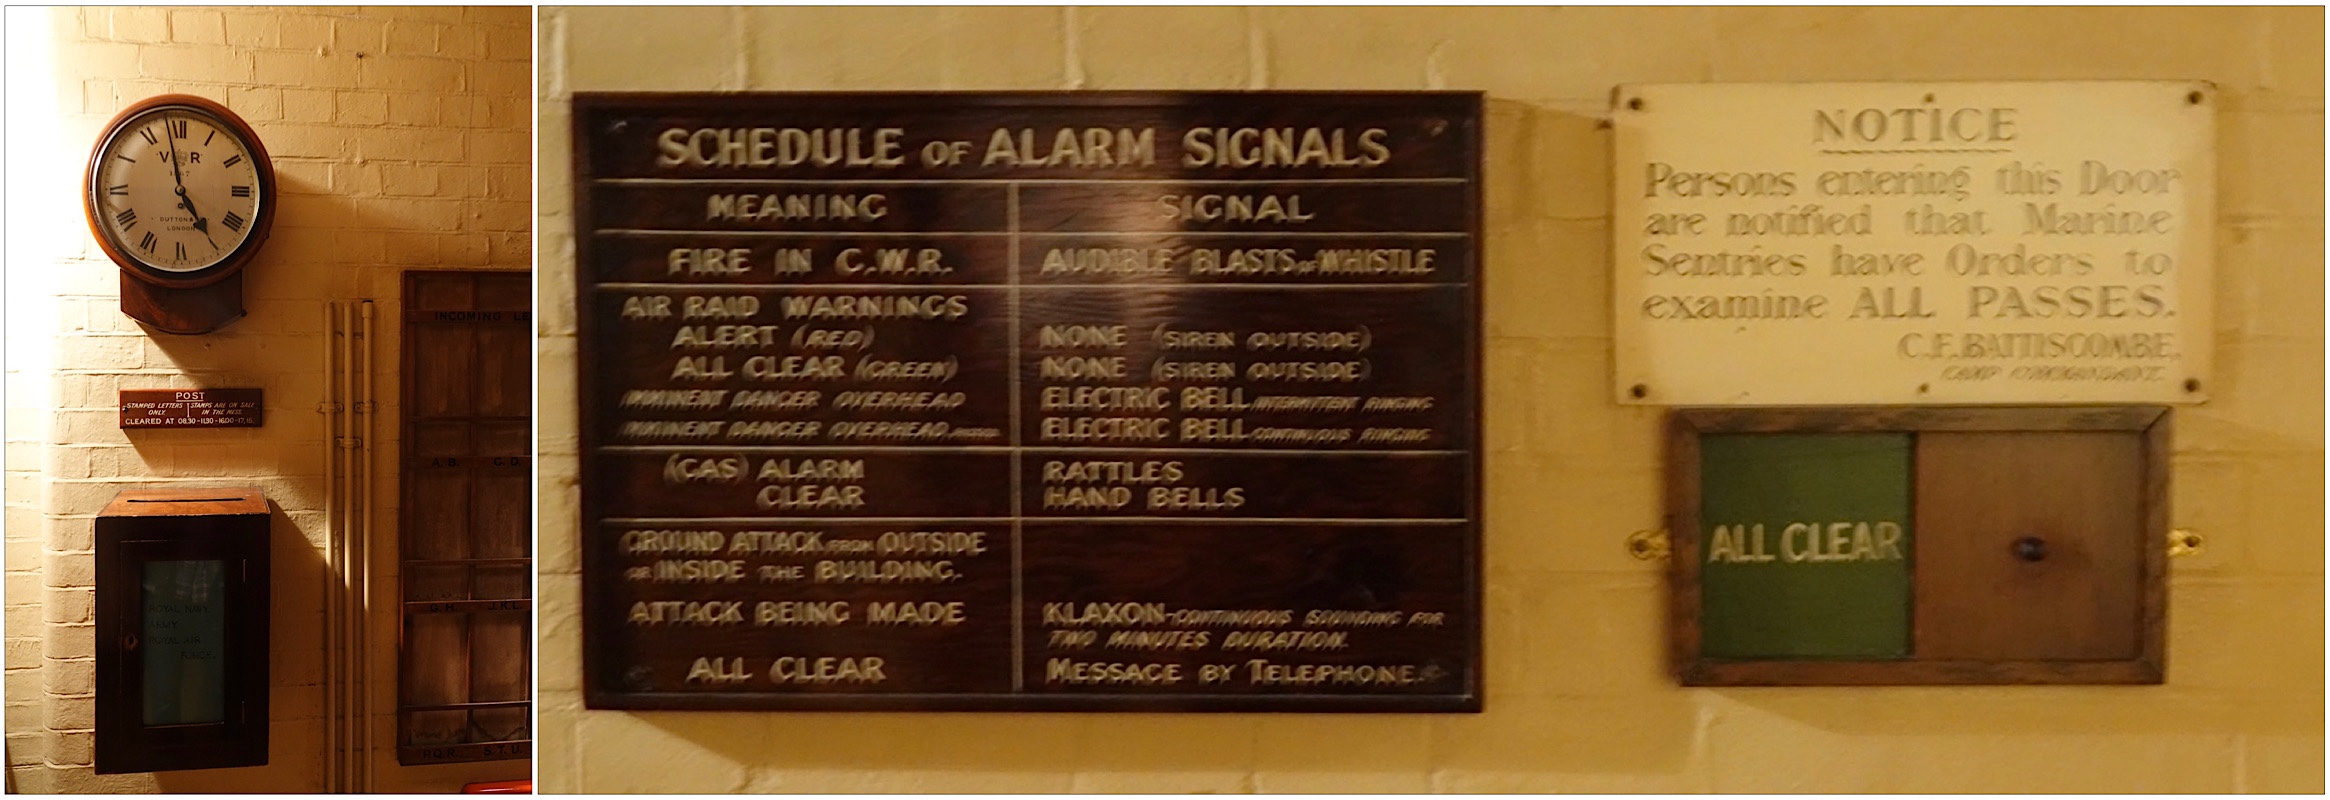 V R
DUTTON &
LONDON
POST
STAMPED LETTERS ONLY.
STAMPS ARE ON SALE IN THE MESS.
CLEARED AT 08.30-11.30-16.00-17.15.
ROYAL NAVY.
ARMY.
ROYAL AIR
FORCE.
INCOMING LE
A. B. C. D.
G. H. J.K.L.
P.Q.R. S.T.U.
SCHEDULE OF ALARM SIGNALS
MEANING SIGNAL
FIRE IN C.W.R. AUDIBLE BLASTS OF WHISTLE
AIR RAID WARNINGS
ALERT (RED) NONE (SIREN OUTSIDE)
ALL CLEAR (GREEN) NONE (SIREN OUTSIDE)
IMMINENT DANGER OVERHEAD ELECTRIC BELL INTERMITTENT RINGING
IMMINENT DANGER OVERHEAD ELECTRIC BELL CONTINUOUS RINGING
(GAS) ALARM RATTLES
CLEAR HAND BELLS
GROUND ATTACK FROM OUTSIDE
OR INSIDE THE BUILDING.
ATTACK BEING MADE KLAXON-CONTINUOUS SOUNDING FOR
TWO MINUTES DURATION.
ALL CLEAR MESSAGE BY TELEPHONE.
NOTICE
Persons entering this Door
are notified that Marine
Sentries have Orders to
examine ALL PASSES.
C.F.BATTISCOMBE,
CAMP COMMANDANT.
ALL CLEAR